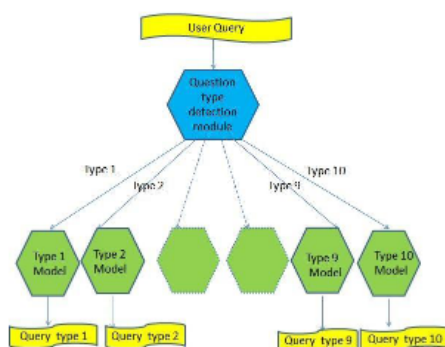 User Query
Question
type
detection
module
Type 1
Type 2
Type 9
Type 10
Type 1
Model
Type 2
Model
Type 9
Model
Type 10
Model
Query type 1
Query type 2
Query type 9
Query type 10